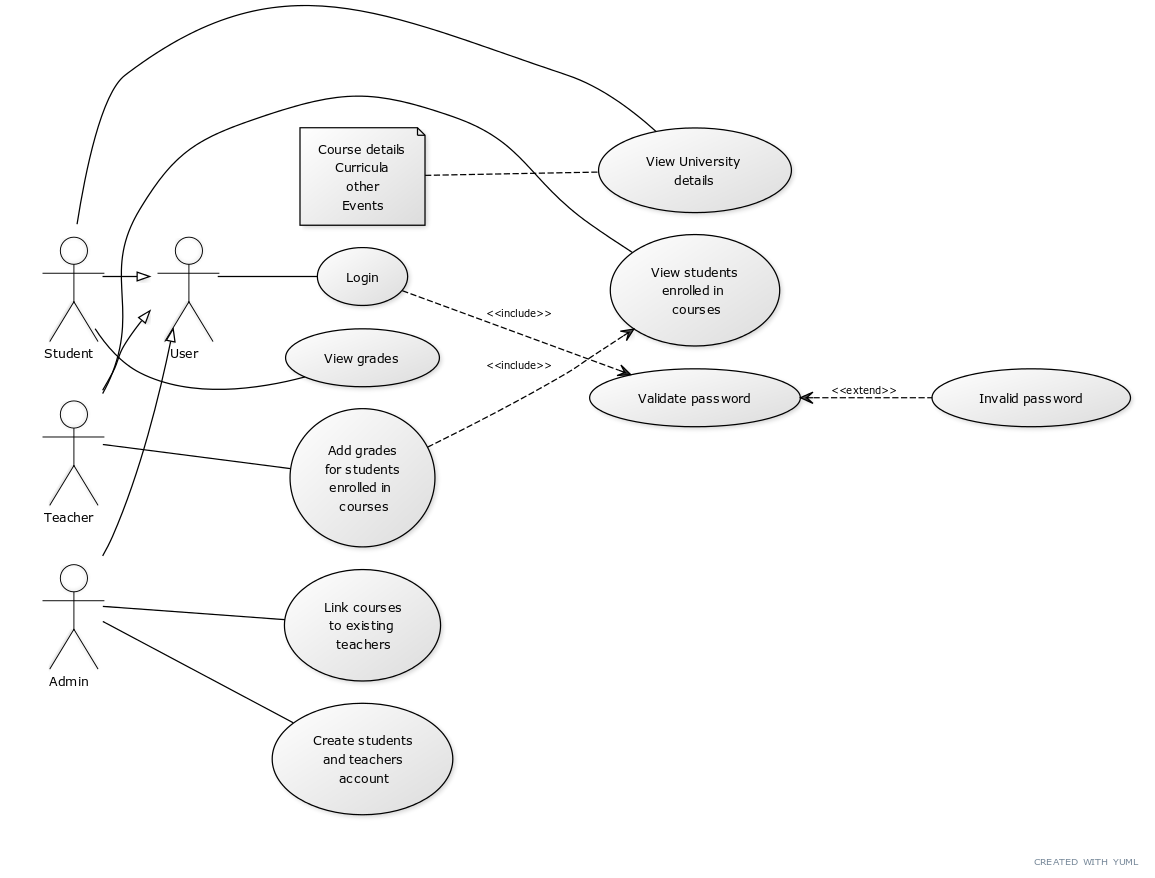 Course details
Curricula
other
Events
View University
details
Login
View students
enrolled in
courses
<<include>>
Student
User
View grades
<<include>>
Validate password
<<extend>>
Invalid password
Add grades
for students
enrolled in
courses
Teacher
Link courses
to existing
teachers
Admin
Create students
and teachers
account
CREATED WITH YUML